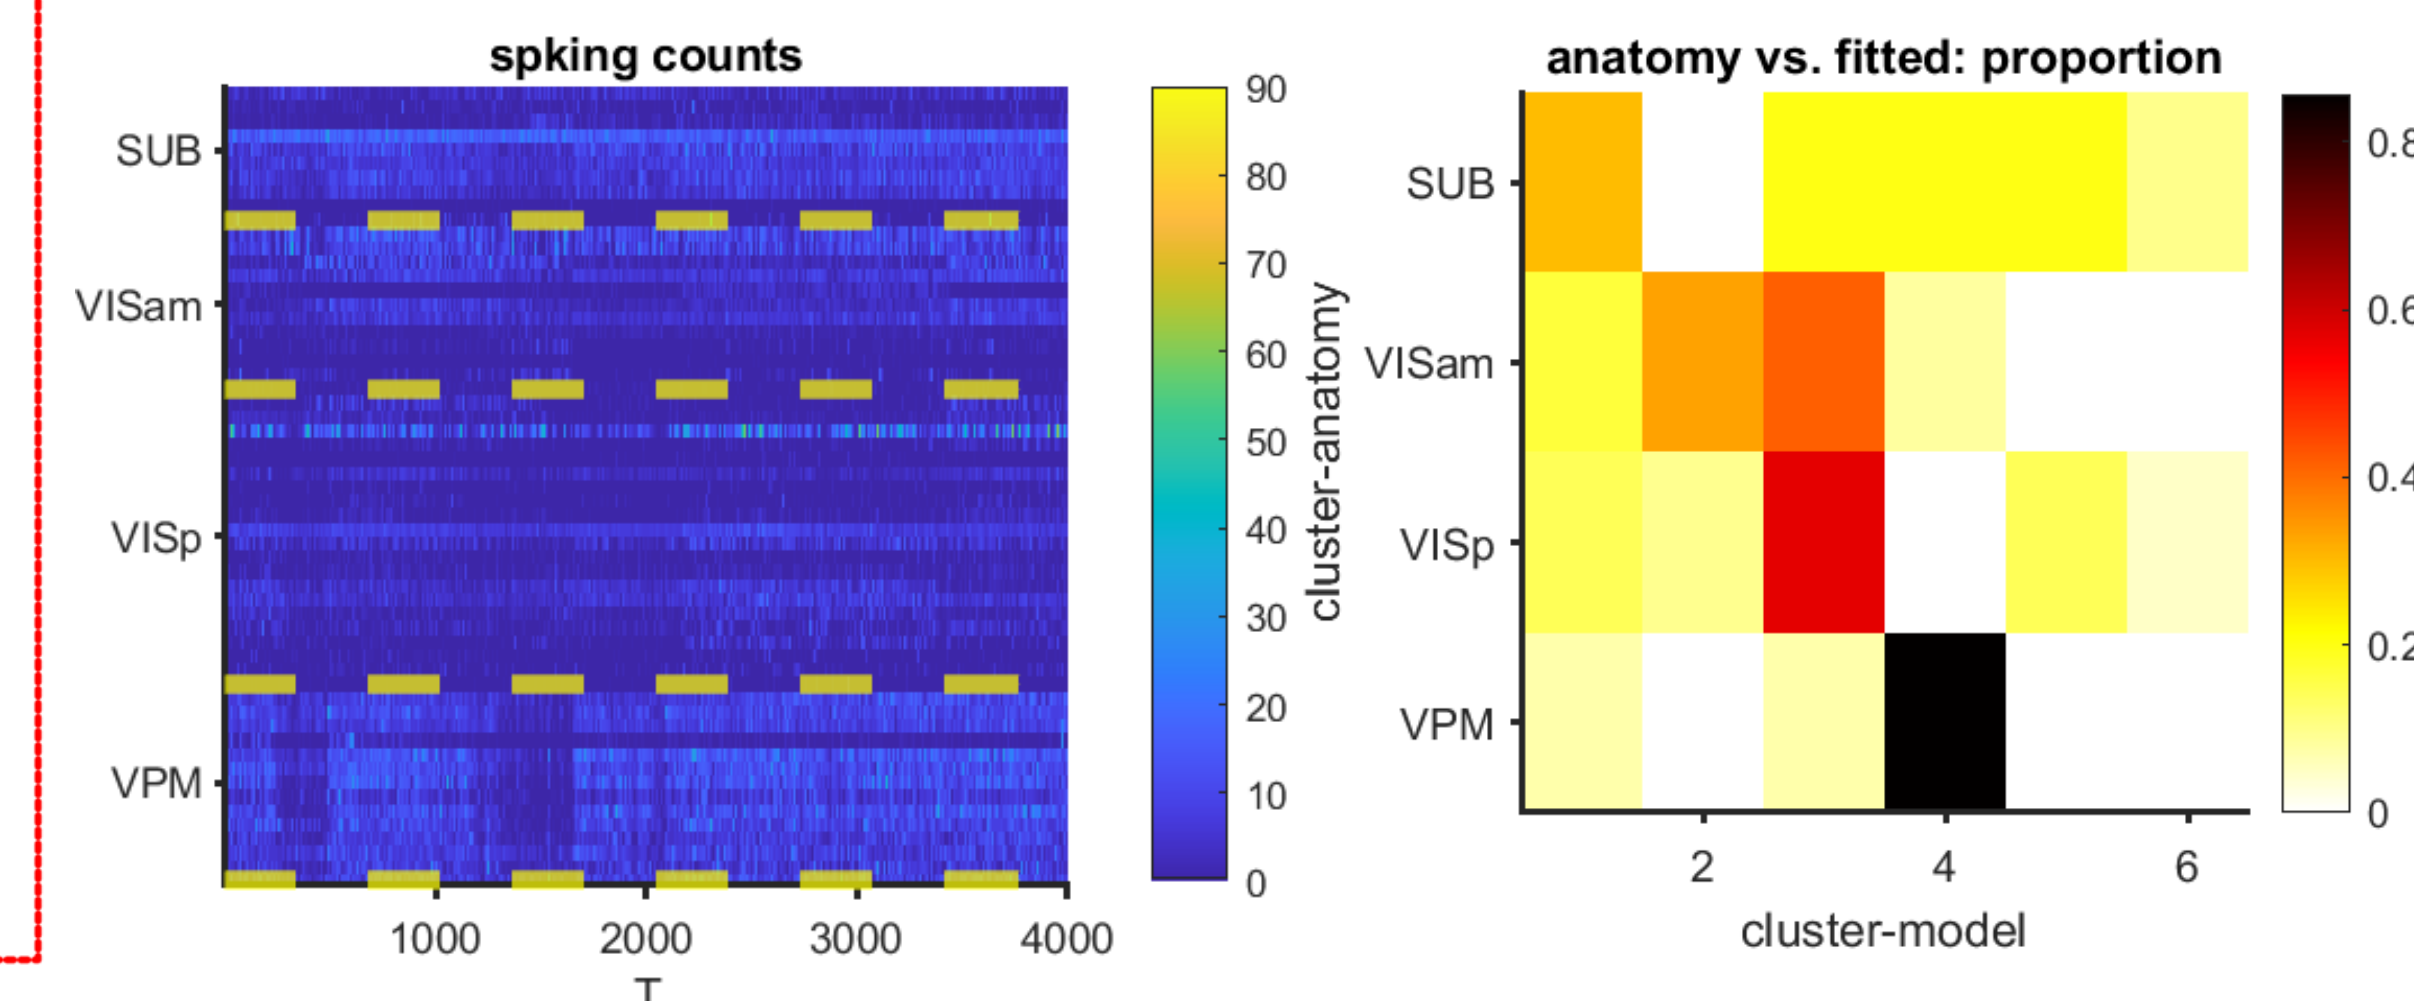 spking counts
SUB
VISam
VISp
VPM
1000 2000 3000 4000
T
90
80
70
60
50
40
30
20
10
0
anatomy vs. fitted: proportion
cluster-anatomy
SUB
VISam
VISp
VPM
2 4 6
cluster-model
0.8
0.6
0.4
0.2
0